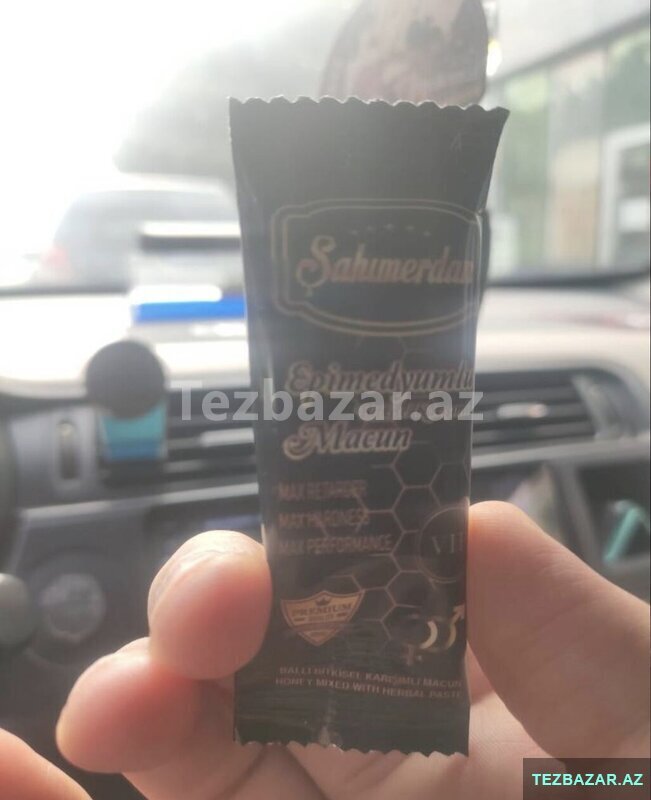 Şahımerdan
Epimedyumlu
Tezbazar.az
Macun
MAX RETARDER
MAX HARDNESS
MAX PERFORMANCE
VIP
PREMIUM
BALLI BİTKİSEL KARIŞIMLI MACUN
HONEY MIXED WITH HERBAL PASTE
TEZBAZAR.AZ